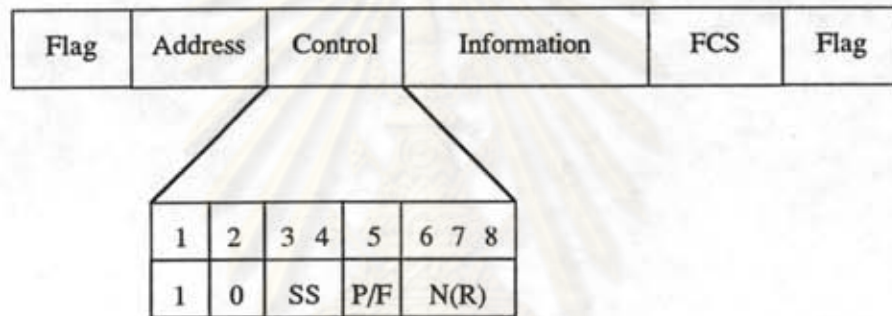 Flag Address Control Information FCS Flag
1 2 3 4 5 6 7 8
1 0 SS P/F N(R)